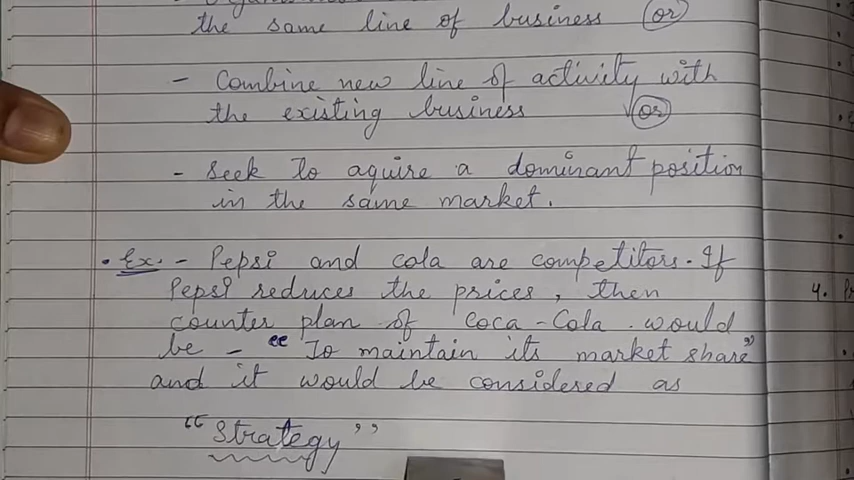 the same line of business (or)
- Combine new line of activity with
the existing business (or)
- Seek to aquire a dominant position
in the same market.
• Ex. - Pepsi and cola are competitors. If
Pepsi reduces the prices, then
counter plan of Coca-Cola would
be - "To maintain its market share"
and it would be considered as
"Strategy"
4.